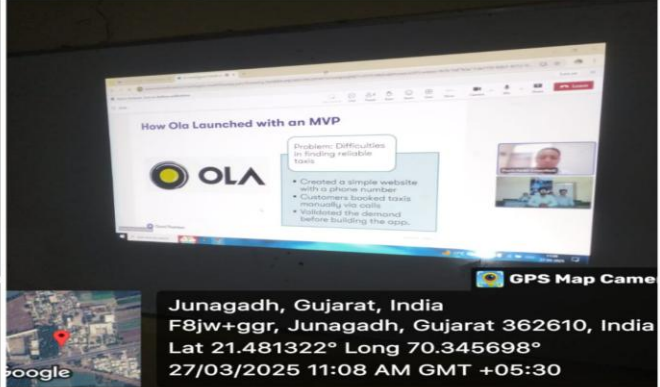 How Ola Launched with an MVP
OLA
Problem: Difficulties
in finding reliable
taxis
• Created a simple website
with a phone number
• Customers booked taxis
manually via calls
• Validated the demand
before building the app.
GPS Map Came
Google
Junagadh, Gujarat, India
F8jw+ggr, Junagadh, Gujarat 362610, India
Lat 21.481322° Long 70.345698°
27/03/2025 11:08 AM GMT +05:30